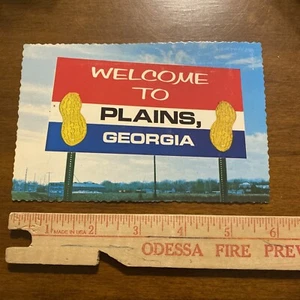 WELCOME
TO
PLAINS,
GEORGIA
1 MADE IN U.S.A. 2 3 4 5 6
ODESSA FIRE PREV